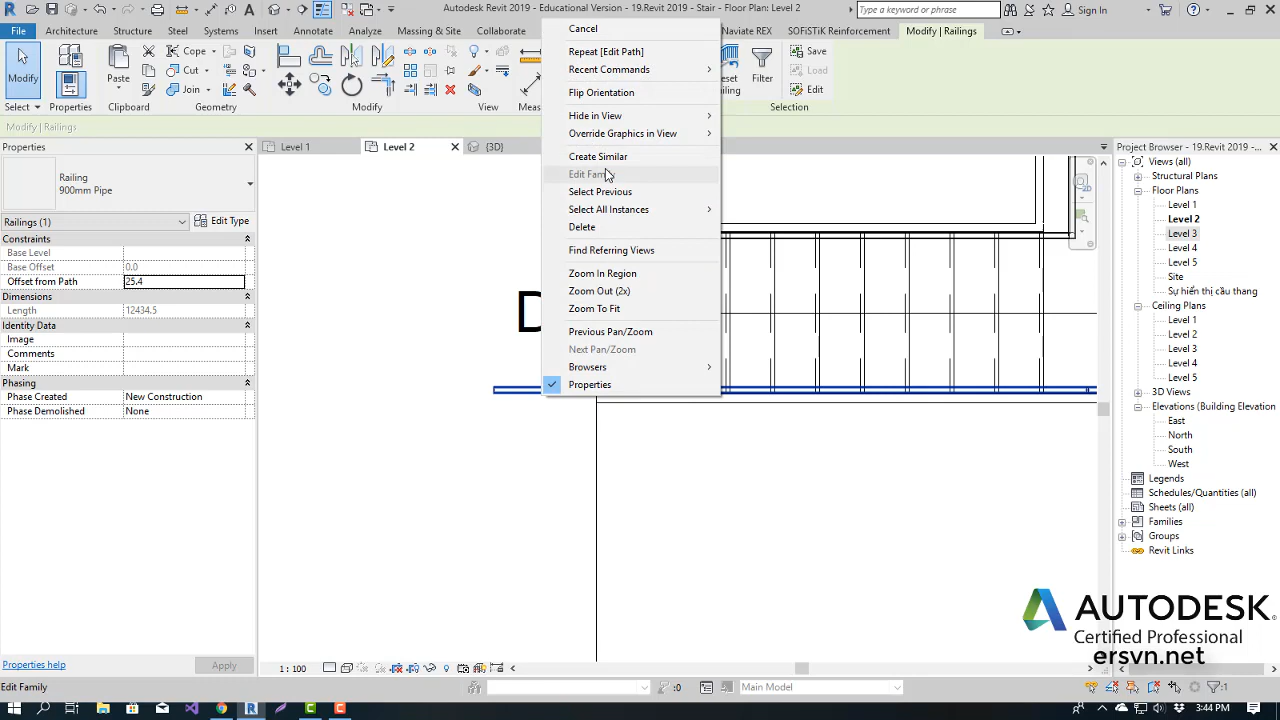 Autodesk Revit 2019 - Educational Version - 19.Revit 2019 - Stair - Floor Plan: Level 2
Type a keyword or phrase
Sign In
File
Architecture
Structure
Steel
Systems
Insert
Annotate
Analyze
Massing & Site
Collaborate
Naviate REX
SOFiSTiK Reinforcement
Modify | Railings
Modify
Properties
Paste
Cope
Join
Filter
Save
Load
Edit
Select
Properties
Clipboard
Geometry
Modify
View
Selection
Modify | Railings
Properties
Railing
900mm Pipe
Railings (1)
Edit Type
Constraints
Base Level
Base Offset
0.0
Offset from Path
25.4
Dimensions
Length
12434.5
Identity Data
Image
Comments
Mark
Phasing
Phase Created
New Construction
Phase Demolished
None
Properties help
Apply
Level 1
Level 2
{3D}
Cancel
Repeat [Edit Path]
Recent Commands
Flip Orientation
Hide in View
Override Graphics in View
Create Similar
Select Previous
Select All Instances
Delete
Find Referring Views
Zoom In Region
Zoom Out (2x)
Zoom To Fit
Previous Pan/Zoom
Next Pan/Zoom
Browsers
Properties
Project Browser - 19.Revit 2019 -...
Views (all)
Structural Plans
Floor Plans
Level 1
Level 2
Level 3
Level 4
Level 5
Site
Sự hiển thị cầu thang
Ceiling Plans
Level 1
Level 2
Level 3
Level 4
Level 5
3D Views
Elevations (Building Elevation
East
North
South
West
Legends
Schedules/Quantities (all)
Sheets (all)
Families
Groups
Revit Links
AUTODESK
Certified Professional
ersvn.net
1 : 100
Edit Family
:0
Main Model
:1
3:44 PM